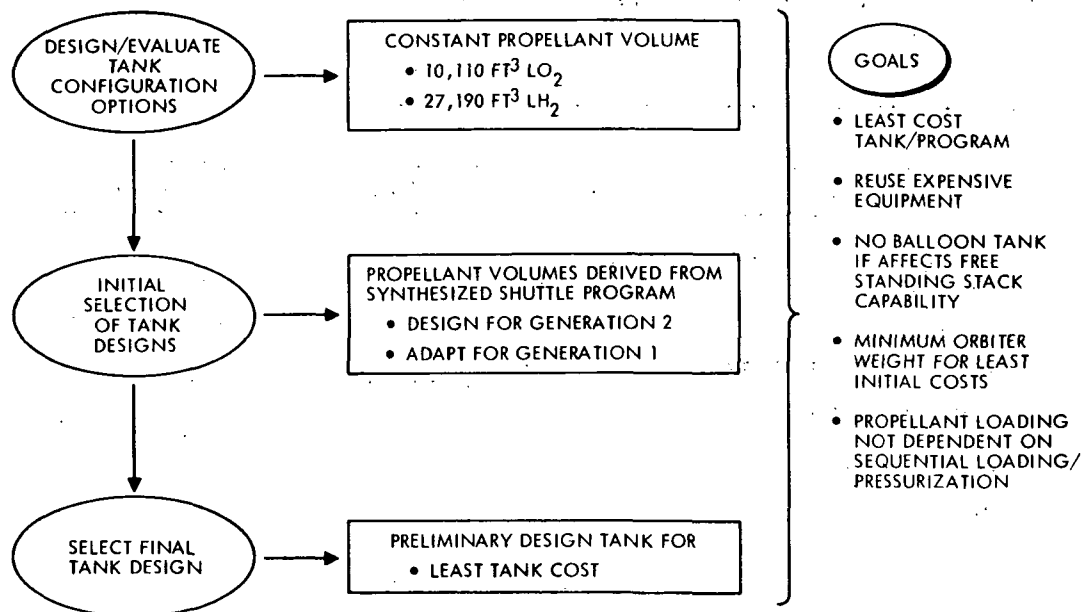 DESIGN/EVALUATE
TANK
CONFIGURATION
OPTIONS
CONSTANT PROPELLANT VOLUME
• 10,110 FT³ LO₂
• 27,190 FT³ LH₂
INITIAL
SELECTION
OF TANK
DESIGNS
PROPELLANT VOLUMES DERIVED FROM
SYNTHESIZED SHUTTLE PROGRAM
• DESIGN FOR GENERATION 2
• ADAPT FOR GENERATION 1
SELECT FINAL
TANK DESIGN
PRELIMINARY DESIGN TANK FOR
• LEAST TANK COST
GOALS
• LEAST COST
TANK/PROGRAM
• REUSE EXPENSIVE
EQUIPMENT
• NO BALLOON TANK
IF AFFECTS FREE
STANDING STACK
CAPABILITY
• MINIMUM ORBITER
WEIGHT FOR LEAST
INITIAL COSTS
• PROPELLANT LOADING
NOT DEPENDENT ON
SEQUENTIAL LOADING/
PRESSURIZATION